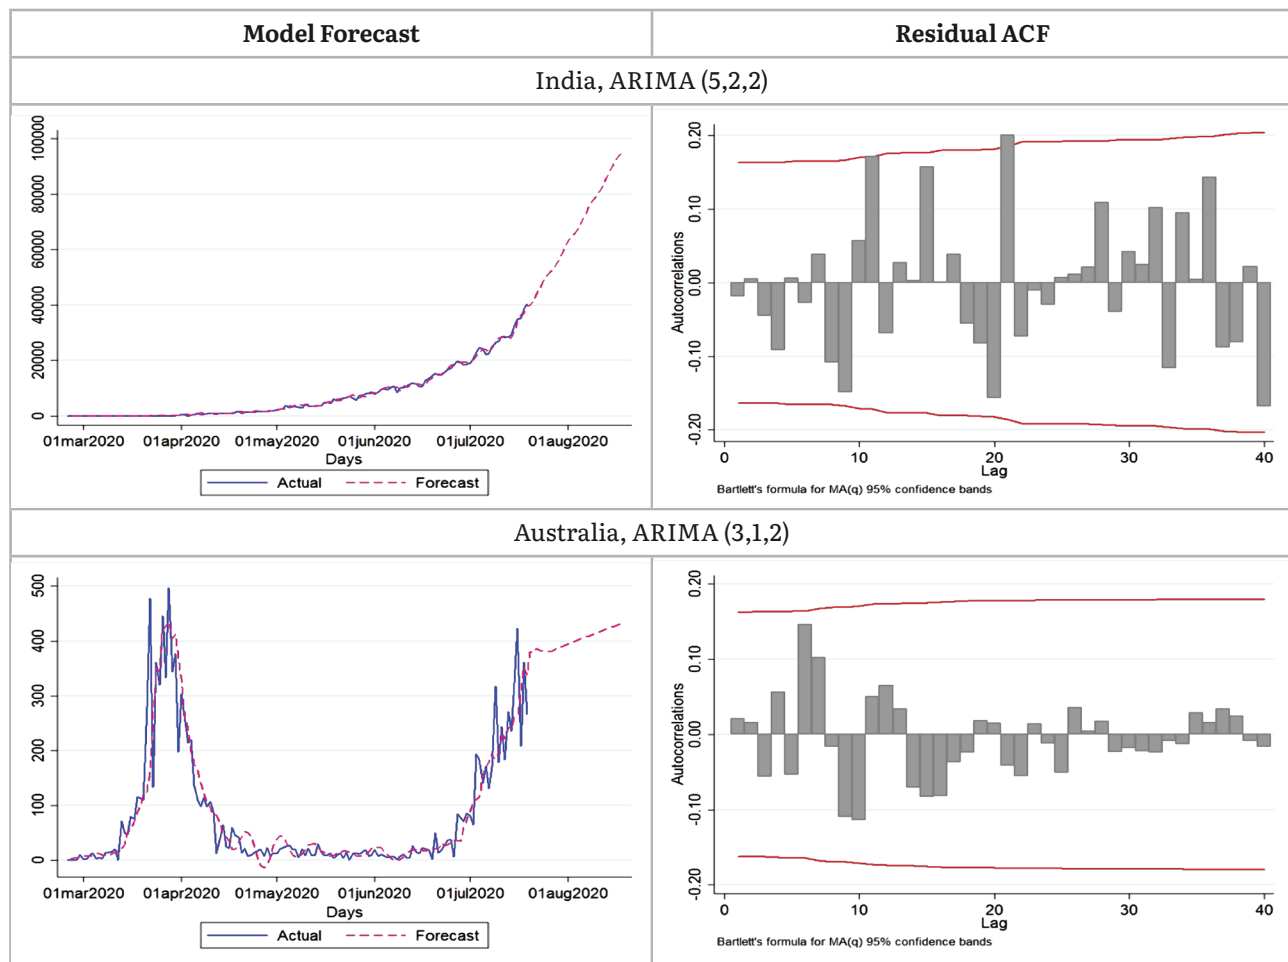 Model Forecast
Residual ACF
India, ARIMA (5,2,2)
100000
80000
60000
40000
20000
0
01mar2020 01apr2020 01may2020 01jun2020 01jul2020 01aug2020
Days
Actual Forecast
Autocorrelations
0.20
0.10
0.00
-0.10
-0.20
0 10 20 30 40
Lag
Bartlett's formula for MA(q) 95% confidence bands
Australia, ARIMA (3,1,2)
500
400
300
200
100
0
01mar2020 01apr2020 01may2020 01jun2020 01jul2020 01aug2020
Days
Actual Forecast
Autocorrelations
0.20
0.10
0.00
-0.10
-0.20
0 10 20 30 40
Lag
Bartlett's formula for MA(q) 95% confidence bands